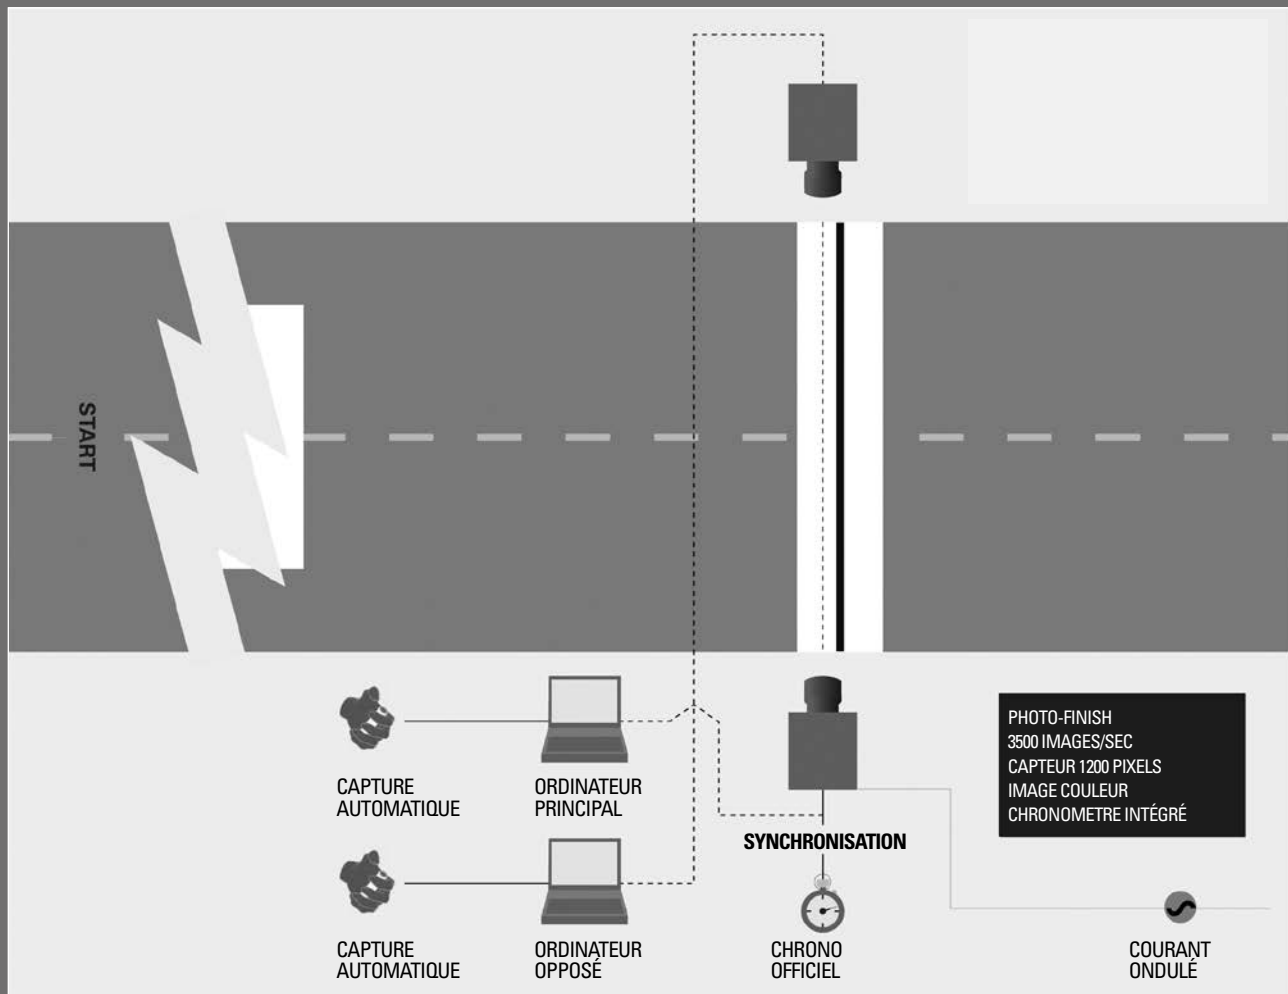 START
PHOTO-FINISH
3500 IMAGES/SEC
CAPTEUR 1200 PIXELS
IMAGE COULEUR
CHRONOMETRE INTÉGRÉ
CAPTURE
AUTOMATIQUE
ORDINATEUR
PRINCIPAL
SYNCHRONISATION
CAPTURE
AUTOMATIQUE
ORDINATEUR
OPPOSÉ
CHRONO
OFFICIEL
COURANT
ONDULÉ